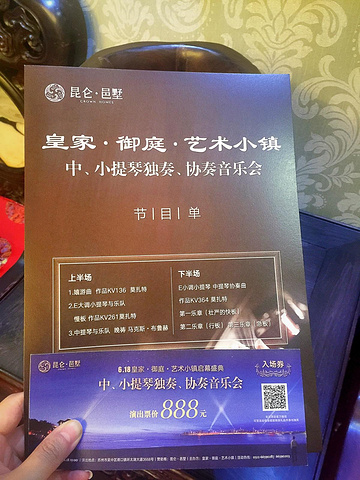 昆仑·邑墅
CROWN HOMES
皇家·御庭·艺术小镇
中、小提琴独奏、协奏音乐会
节 | 目 | 单
上半场
1.嬉游曲 作品KV136 莫扎特
2.E大调小提琴与乐队
慢板 作品KV261莫扎特
3.中提琴与乐队 晚祷 马克斯·布鲁赫
下半场
E小调小提琴 中提琴协奏曲
作品KV364 莫扎特
第一乐章（壮严的快板）
第二乐章（行板）第三乐章（急板）
昆仑·邑墅
6.18皇家·御庭·艺术小镇启幕盛典
中、小提琴独奏、协奏音乐会
演出票价888元
入场券